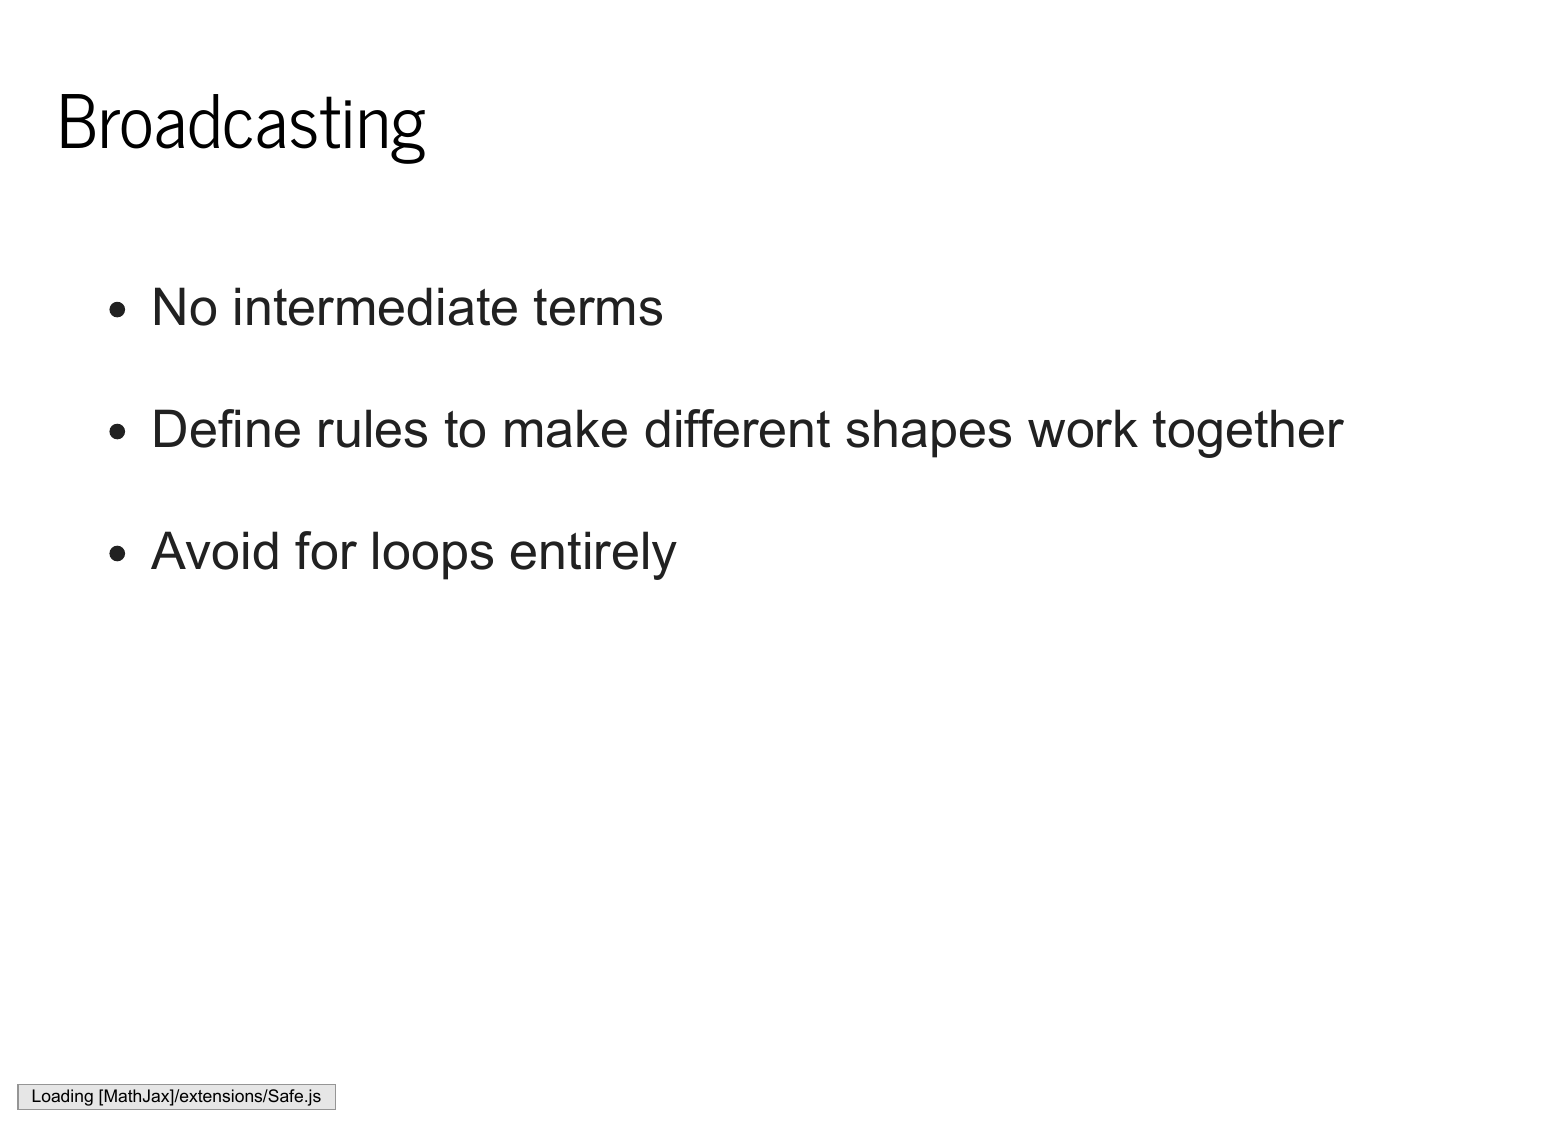 Broadcasting
• No intermediate terms
• Define rules to make different shapes work together
• Avoid for loops entirely
Loading [MathJax]/extensions/Safe.js